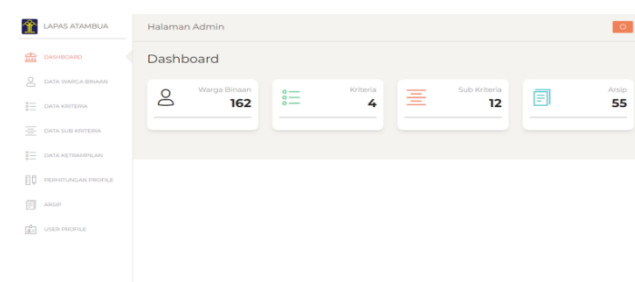 LAPAS ATAMBUA
DASHBOARD
DATA WARGA BINAAN
DATA KRITERIA
DATA SUB KRITERIA
DATA KETRAMPILAN
PERHITUNGAN PROFILE
ARSIP
USER PROFILE
Halaman Admin
Dashboard
Warga Binaan
162
Kriteria
4
Sub Kriteria
12
Arsip
55